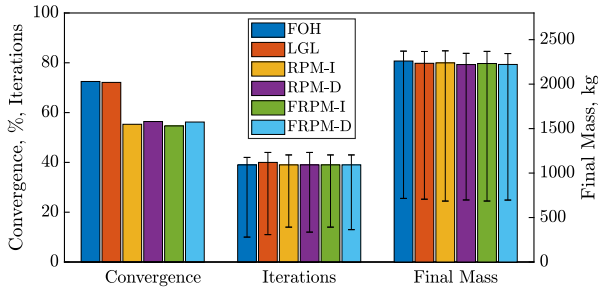 100
80
60
40
20
0
Convergence, %, Iterations
FOH
LGL
RPM-I
RPM-D
FRPM-I
FRPM-D
2500
2000
1500
1000
500
0
Final Mass, kg
Convergence
Iterations
Final Mass